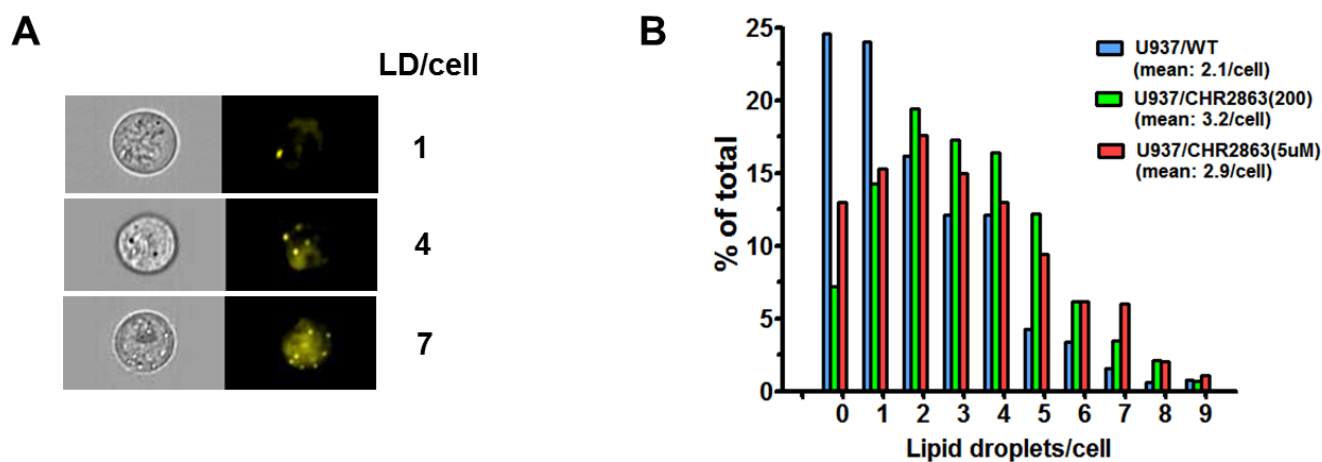 A
LD/cell
1
4
7
B
% of total
25
20
15
10
5
0
0 1 2 3 4 5 6 7 8 9
Lipid droplets/cell
U937/WT
(mean: 2.1/cell)
U937/CHR2863(200)
(mean: 3.2/cell)
U937/CHR2863(5uM)
(mean: 2.9/cell)